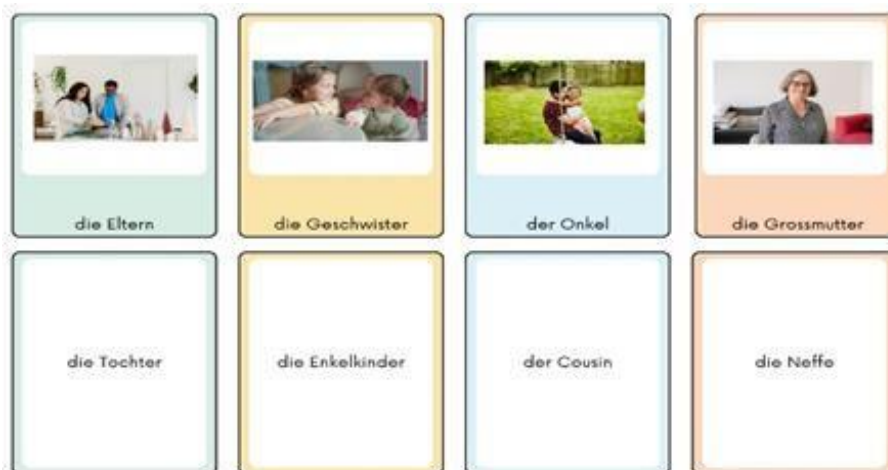 die Eltern
die Geschwister
der Onkel
die Grossmutter
die Tochter
die Enkelkinder
der Cousin
die Neffe